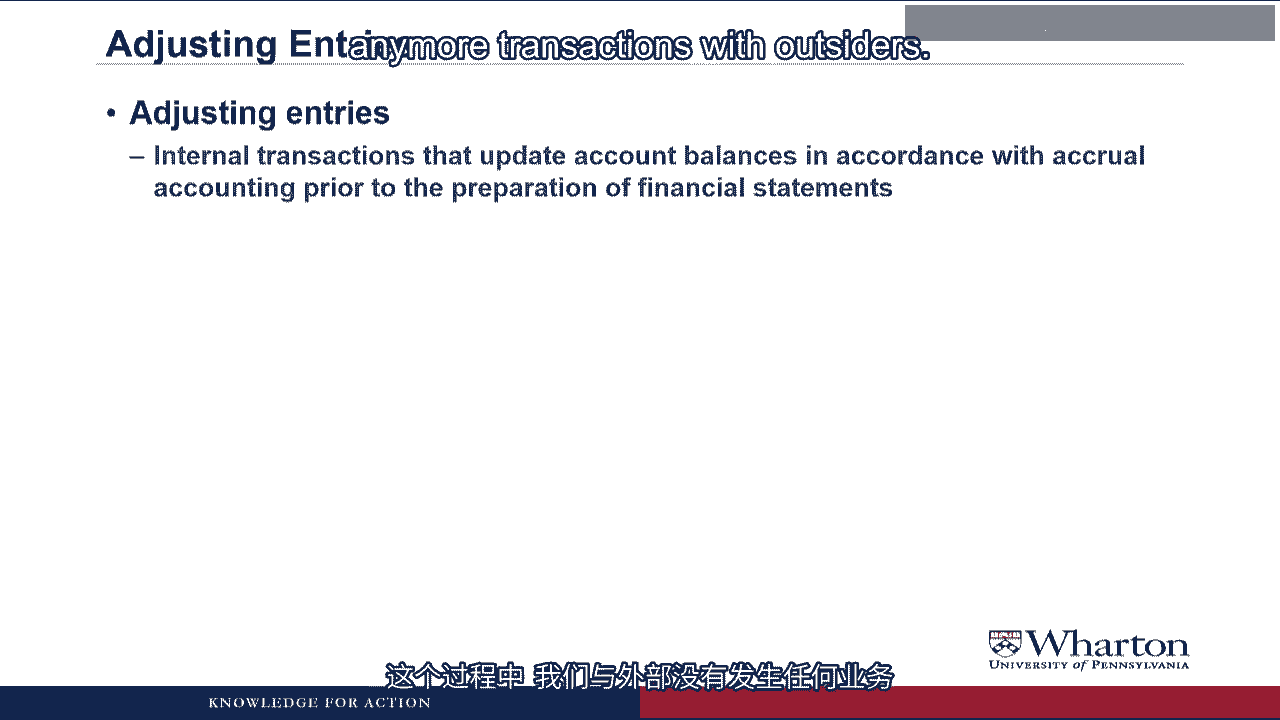 Adjusting Ent
anymore transactions with outsiders.
• Adjusting entries
– Internal transactions that update account balances in accordance with accrual
accounting prior to the preparation of financial statements
Wharton
UNIVERSITY of PENNSYLVANIA
这个过程中 我们与外部没有发生任何业务
KNOWLEDGE FOR ACTION